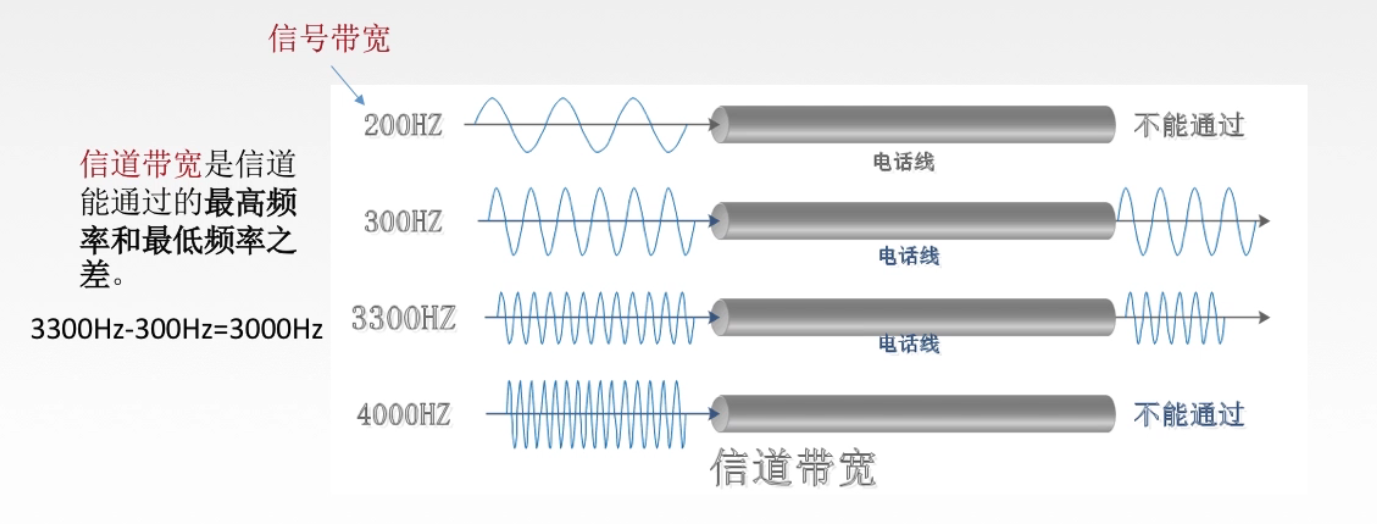 信号带宽
200HZ
不能通过
电话线
信道带宽是信道
能通过的最高频
率和最低频率之
差。
300HZ
电话线
3300Hz-300Hz=3000Hz
3300HZ
电话线
4000HZ
不能通过
信道带宽